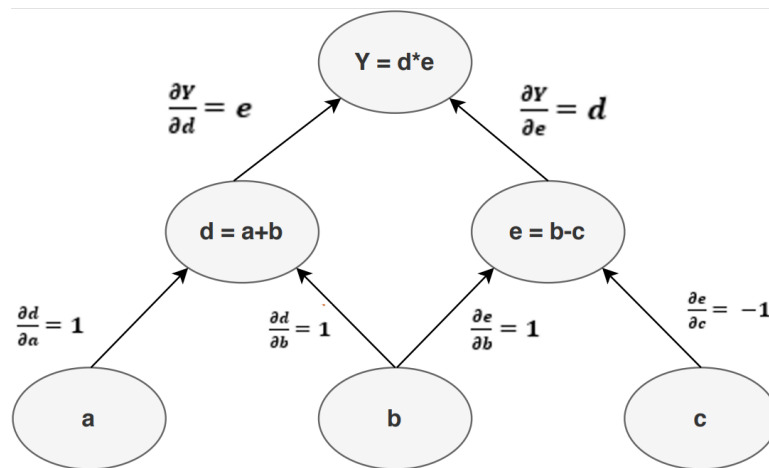 Y = d*e
∂Y/∂d = e
∂Y/∂e = d
d = a+b
e = b-c
∂d/∂a = 1
∂d/∂b = 1
∂e/∂b = 1
∂e/∂c = -1
a
b
c